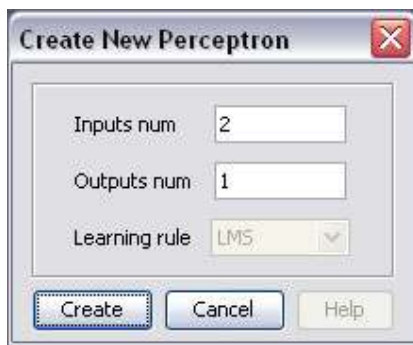 Create New Perceptron
Inputs num 2
Outputs num 1
Learning rule LMS
Create Cancel Help